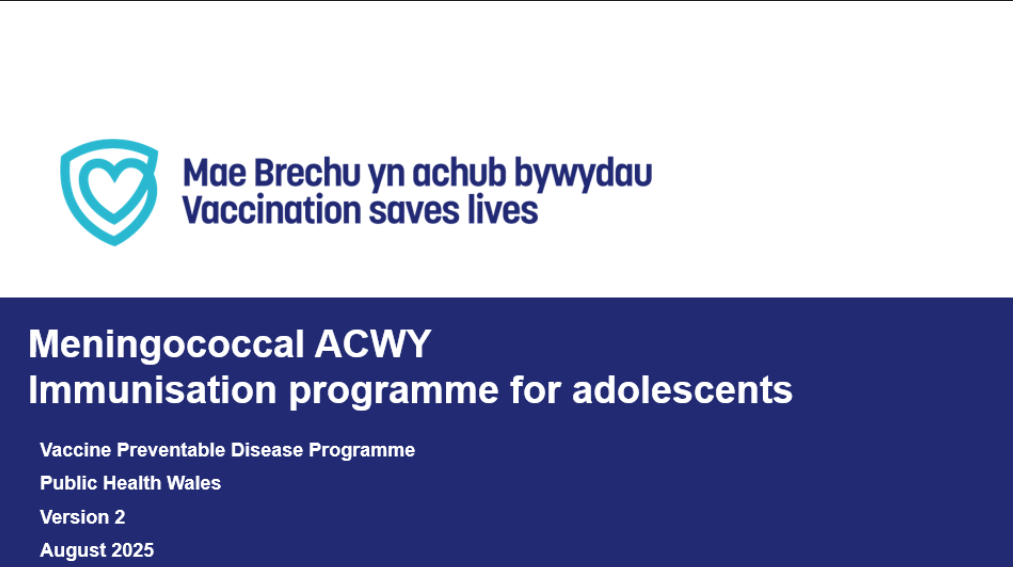 Mae Brechu yn achub bywydau
Vaccination saves lives
Meningococcal ACWY
Immunisation programme for adolescents
Vaccine Preventable Disease Programme
Public Health Wales
Version 2
August 2025